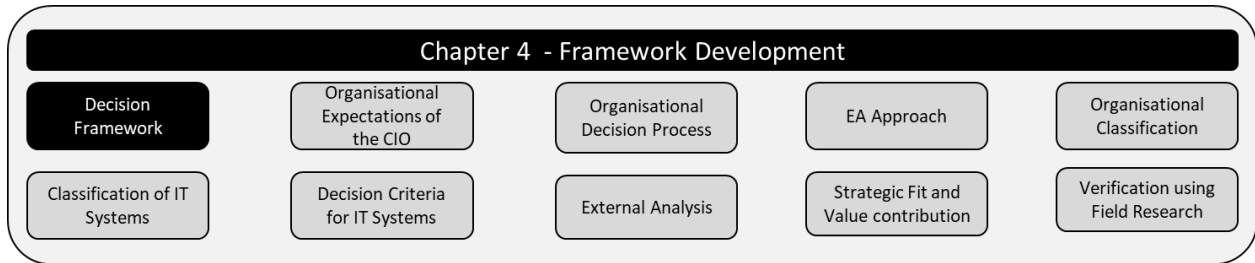 Chapter 4 - Framework Development
Decision
Framework
Organisational
Expectations of
the CIO
Organisational
Decision Process
EA Approach
Organisational
Classification
Classification of IT
Systems
Decision Criteria
for IT Systems
External Analysis
Strategic Fit and
Value contribution
Verification using
Field Research